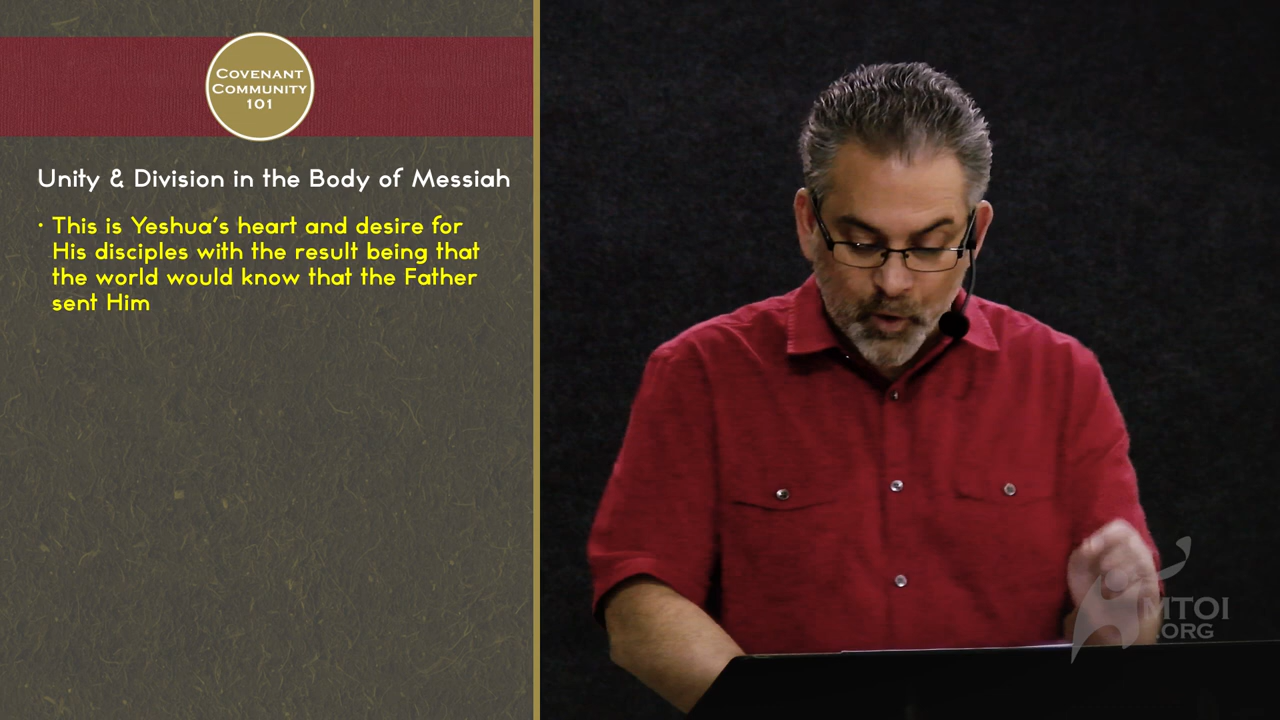 Covenant
Community
101
Unity & Division in the Body of Messiah
• This is Yeshua's heart and desire for
His disciples with the result being that
the world would know that the Father
sent Him
MTOI
.ORG